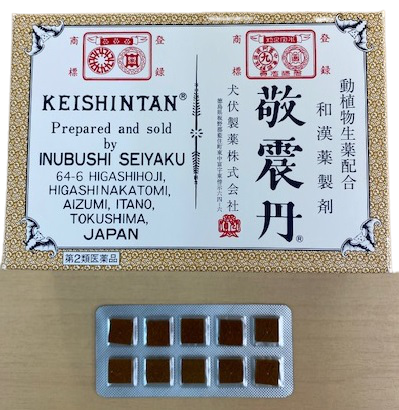 登録
商標
KEISHINTAN®
Prepared and sold
by
INUBUSHI SEIYAKU
64-6 HIGASHIHOJI,
HIGASHINAKATOMI,
AIZUMI, ITANO,
TOKUSHIMA,
JAPAN
第2類医薬品
登録
商標
動植物生薬配合
和漢薬製剤
敬震丹®
犬伏製薬株式会社